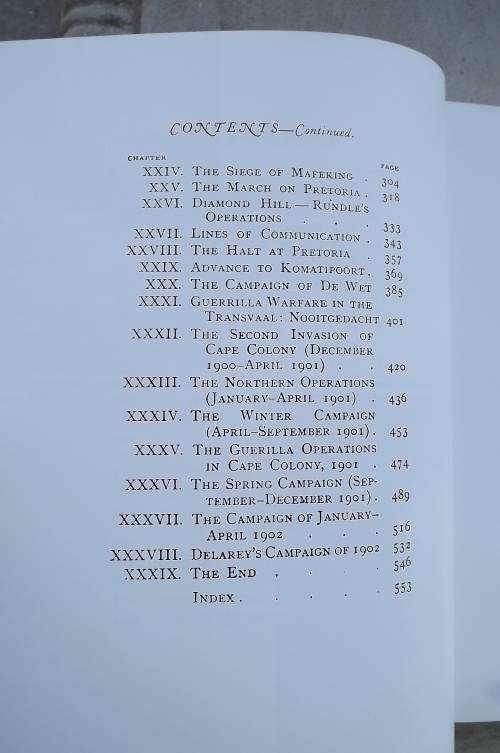 CONTENTS—Continued.
CHAPTER PAGE
XXIV. THE SIEGE OF MAFEKING . 304
XXV. THE MARCH ON PRETORIA . 318
XXVI. DIAMOND HILL — RUNDLE'S
OPERATIONS . . . 333
XXVII. LINES OF COMMUNICATION . 343
XXVIII. THE HALT AT PRETORIA . 357
XXIX. ADVANCE TO KOMATIPOORT. 369
XXX. THE CAMPAIGN OF DE WET 385
XXXI. GUERRILLA WARFARE IN THE
TRANSVAAL: NOOITGEDACHT 401
XXXII. THE SECOND INVASION OF
CAPE COLONY (DECEMBER
1900–APRIL 1901) . . 420
XXXIII. THE NORTHERN OPERATIONS
(JANUARY–APRIL 1901) . 436
XXXIV. THE WINTER CAMPAIGN
(APRIL–SEPTEMBER 1901) . 453
XXXV. THE GUERILLA OPERATIONS
IN CAPE COLONY, 1901 . 474
XXXVI. THE SPRING CAMPAIGN (SEP-
TEMBER–DECEMBER 1901) . 489
XXXVII. THE CAMPAIGN OF JANUARY–
APRIL 1902 . . . 516
XXXVIII. DELAREY'S CAMPAIGN OF 1902 532
XXXIX. THE END . . . . 546
INDEX . . . . . 553